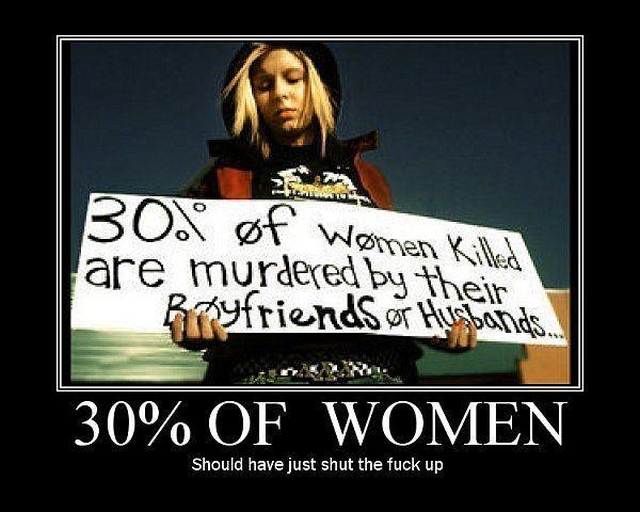 30% øf Wømen Killed
are murdered by their
Bøyfriends ør Husbands...
30% OF WOMEN
Should have just shut the fuck up